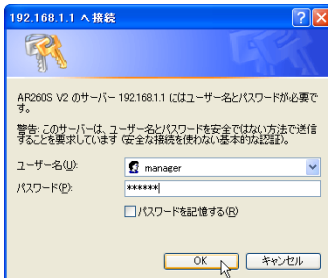 192.168.1.1 へ接続
AR260S V2 のサーバー 192.168.1.1 にはユーザー名とパスワードが必要で
す。
警告: このサーバーは、ユーザー名とパスワードを安全ではない方法で送信
することを要求しています (安全な接続を使わない基本的な認証)。
ユーザー名(U):
manager
パスワード(P):
******
パスワードを記憶する(R)
OK
キャンセル